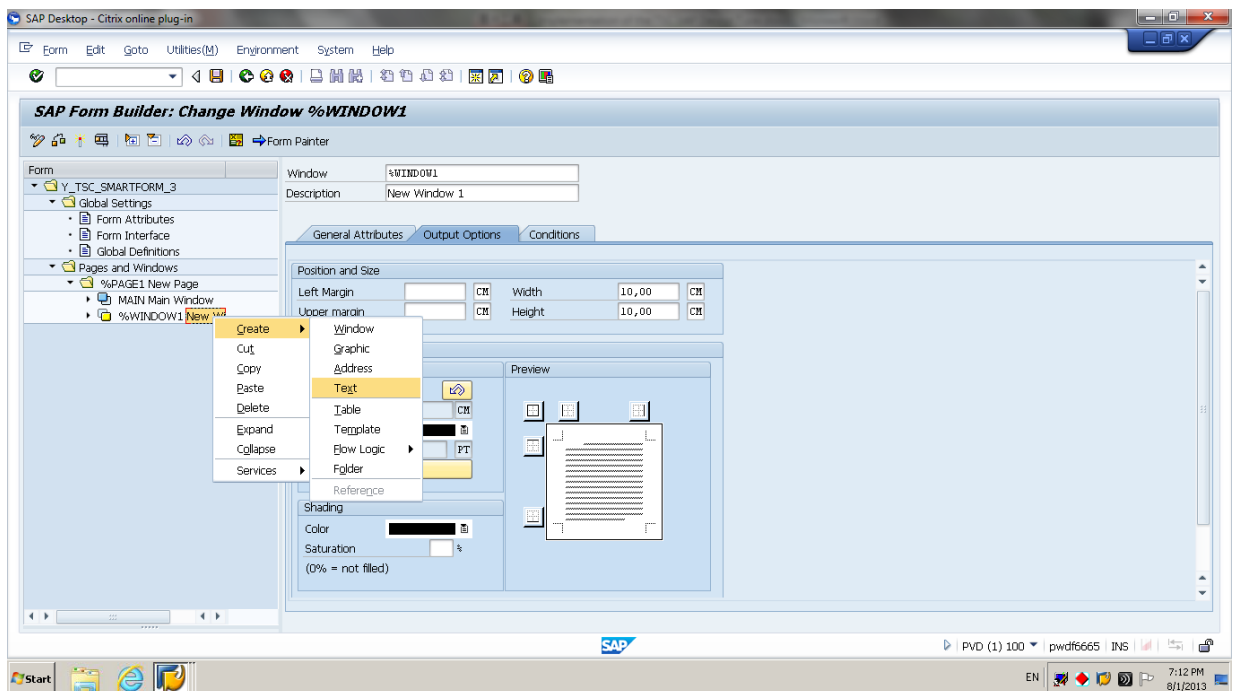 SAP Desktop - Citrix online plug-in
Form Edit Goto Utilities(M) Environment System Help
SAP Form Builder: Change Window %WINDOW1
Form Painter
Form
Window %WINDOW1
Y_TSC_SMARTFORM_3
Description New Window 1
Global Settings
Form Attributes
Form Interface
General Attributes Output Options Conditions
Global Definitions
Pages and Windows
Position and Size
%PAGE1 New Page
Left Margin CM Width 10,00 CM
MAIN Main Window
Upper margin CM Height 10,00 CM
%WINDOW1 New Wi
Create Window
Cut Graphic
Copy Address
Preview
Paste Text
Delete Table
CM
Expand Template
Collapse Flow Logic
PT
Services Folder
Reference
Shading
Color
Saturation %
(0% = not filled)
SAP
PVD (1) 100 pwdf6665 INS
Start
EN
7:12 PM
8/1/2013